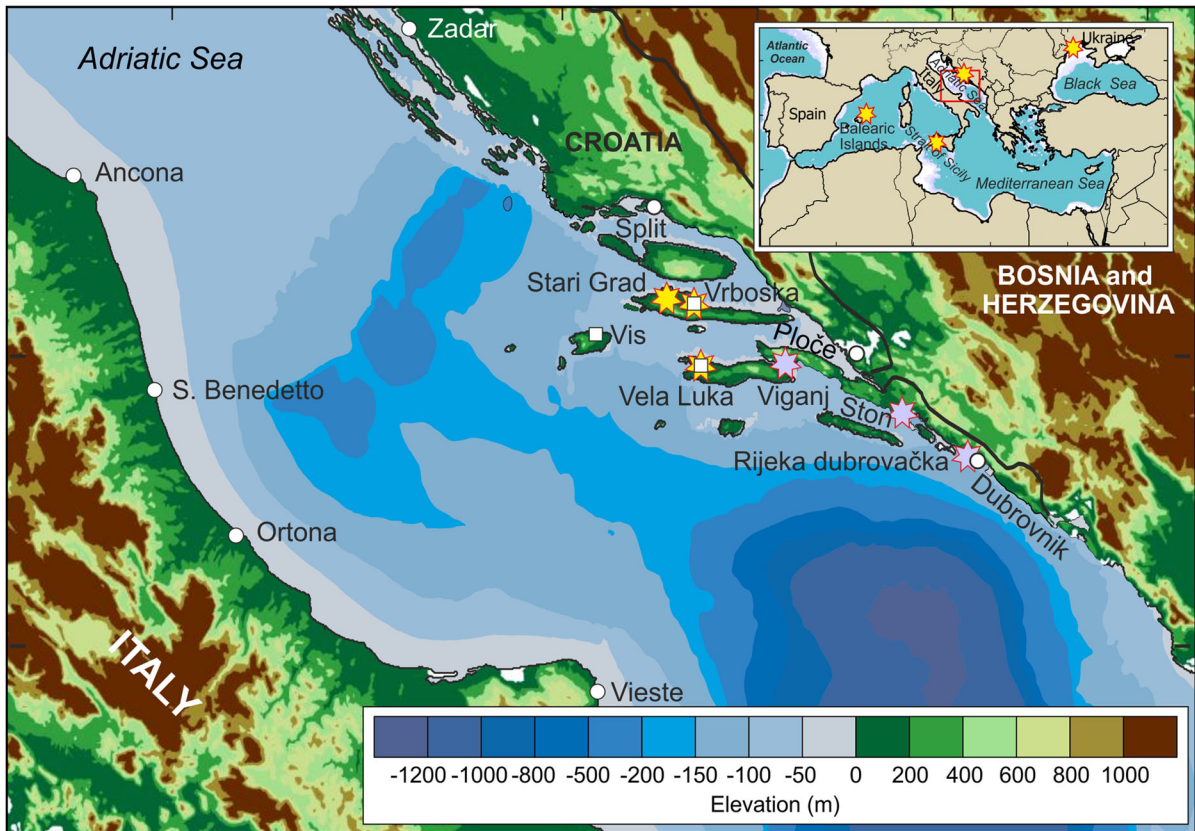 Adriatic Sea
Zadar
CROATIA
Ancona
Split
Stari Grad
Vrboska
Vis
Ploče
Vela Luka
Viganj
Ston
Rijeka dubrovačka
Dubrovnik
S. Benedetto
Ortona
ITALY
Vieste
BOSNIA and
HERZEGOVINA
Atlantic
Ocean
Ukraine
Black Sea
Adriatic Sea
Italy
Spain
Balearic
Islands
Strait of Sicily
Mediterranean Sea
-1200 -1000 -800 -500 -200 -150 -100 -50 0 200 400 600 800 1000
Elevation (m)